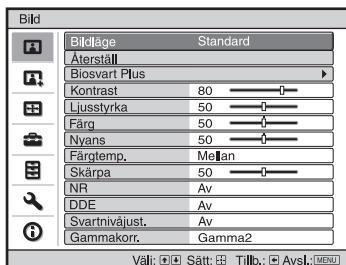 Bild
Bildläge Standard
Återställ
Biosvart Plus
Kontrast 80
Ljusstyrka 50
Färg 50
Nyans 50
Färgtemp. Mellan
Skärpa 50
NR Av
DDE Av
Svartnivåjust. Av
Gammakorr. Gamma2
Välj: Sätt: Tillb.: Avsl.: MENU